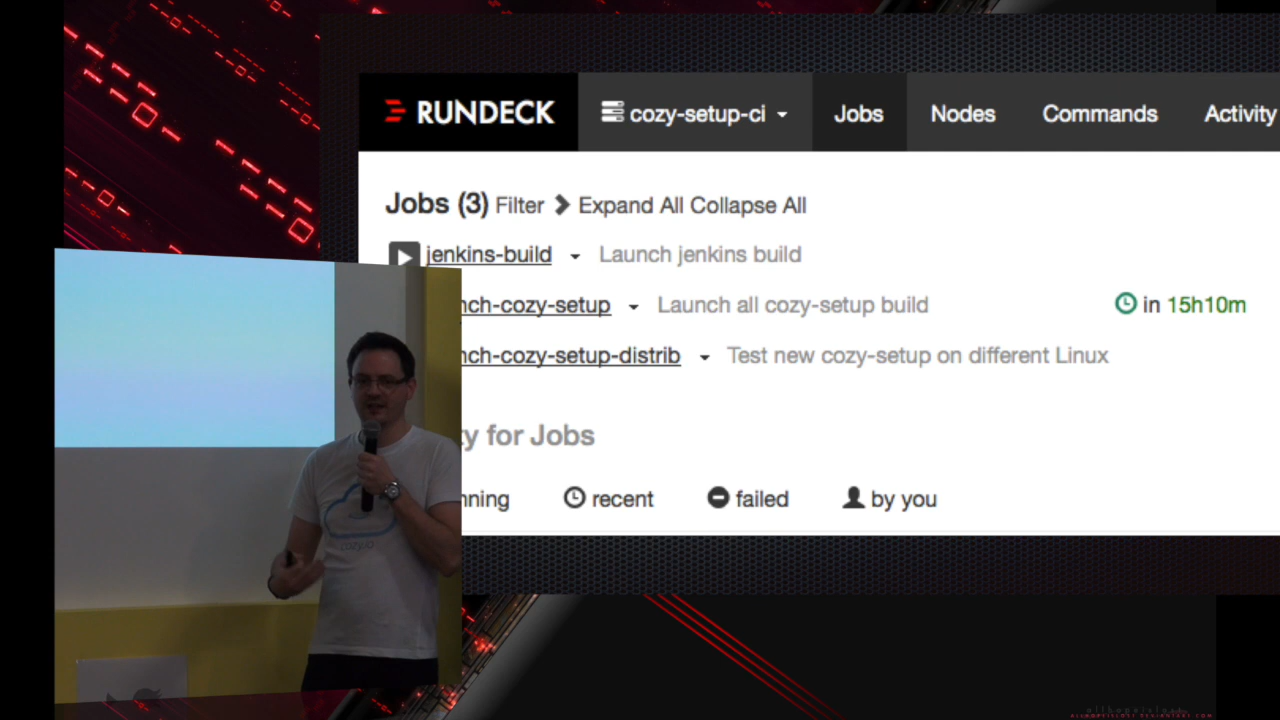 RUNDECK cozy-setup-ci Jobs Nodes Commands Activity
Jobs (3) Filter Expand All Collapse All
jenkins-build Launch jenkins build
nch-cozy-setup Launch all cozy-setup build in 15h10m
nch-cozy-setup-distrib Test new cozy-setup on different Linux
y for Jobs
nning recent failed by you
cozy.io